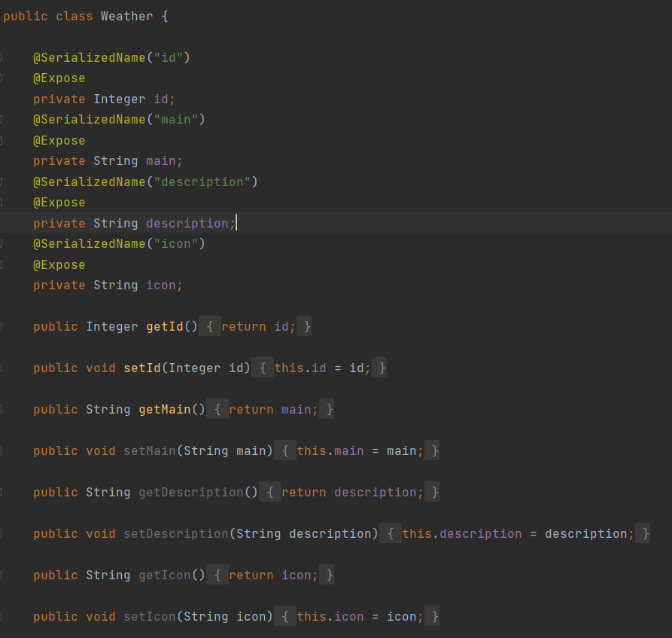 public class Weather {
@SerializedName("id")
@Expose
private Integer id;
@SerializedName("main")
@Expose
private String main;
@SerializedName("description")
@Expose
private String description;
@SerializedName("icon")
@Expose
private String icon;
public Integer getId() { return id; }
public void setId(Integer id) { this.id = id; }
public String getMain() { return main; }
public void setMain(String main) { this.main = main; }
public String getDescription() { return description; }
public void setDescription(String description) { this.description = description; }
public String getIcon() { return icon; }
public void setIcon(String icon) { this.icon = icon; }